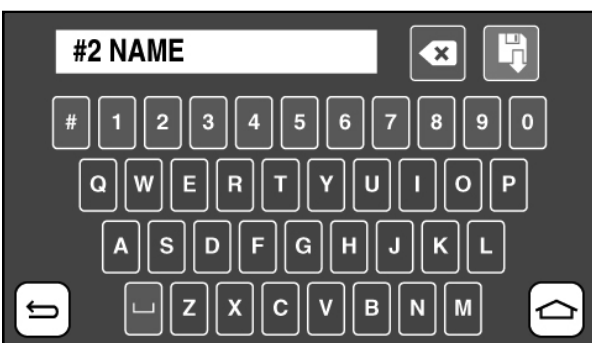 #2 NAME
# 1 2 3 4 5 6 7 8 9 0
Q W E R T Y U I O P
A S D F G H J K L
Z X C V B N M